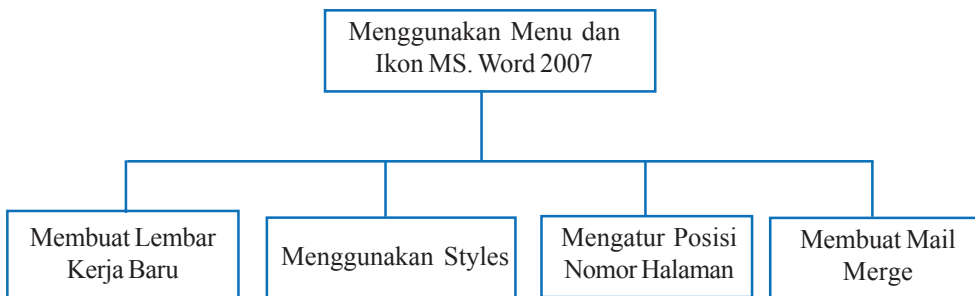 Menggunakan Menu dan
Ikon MS. Word 2007
Membuat Lembar
Kerja Baru
Menggunakan Styles
Mengatur Posisi
Nomor Halaman
Membuat Mail
Merge